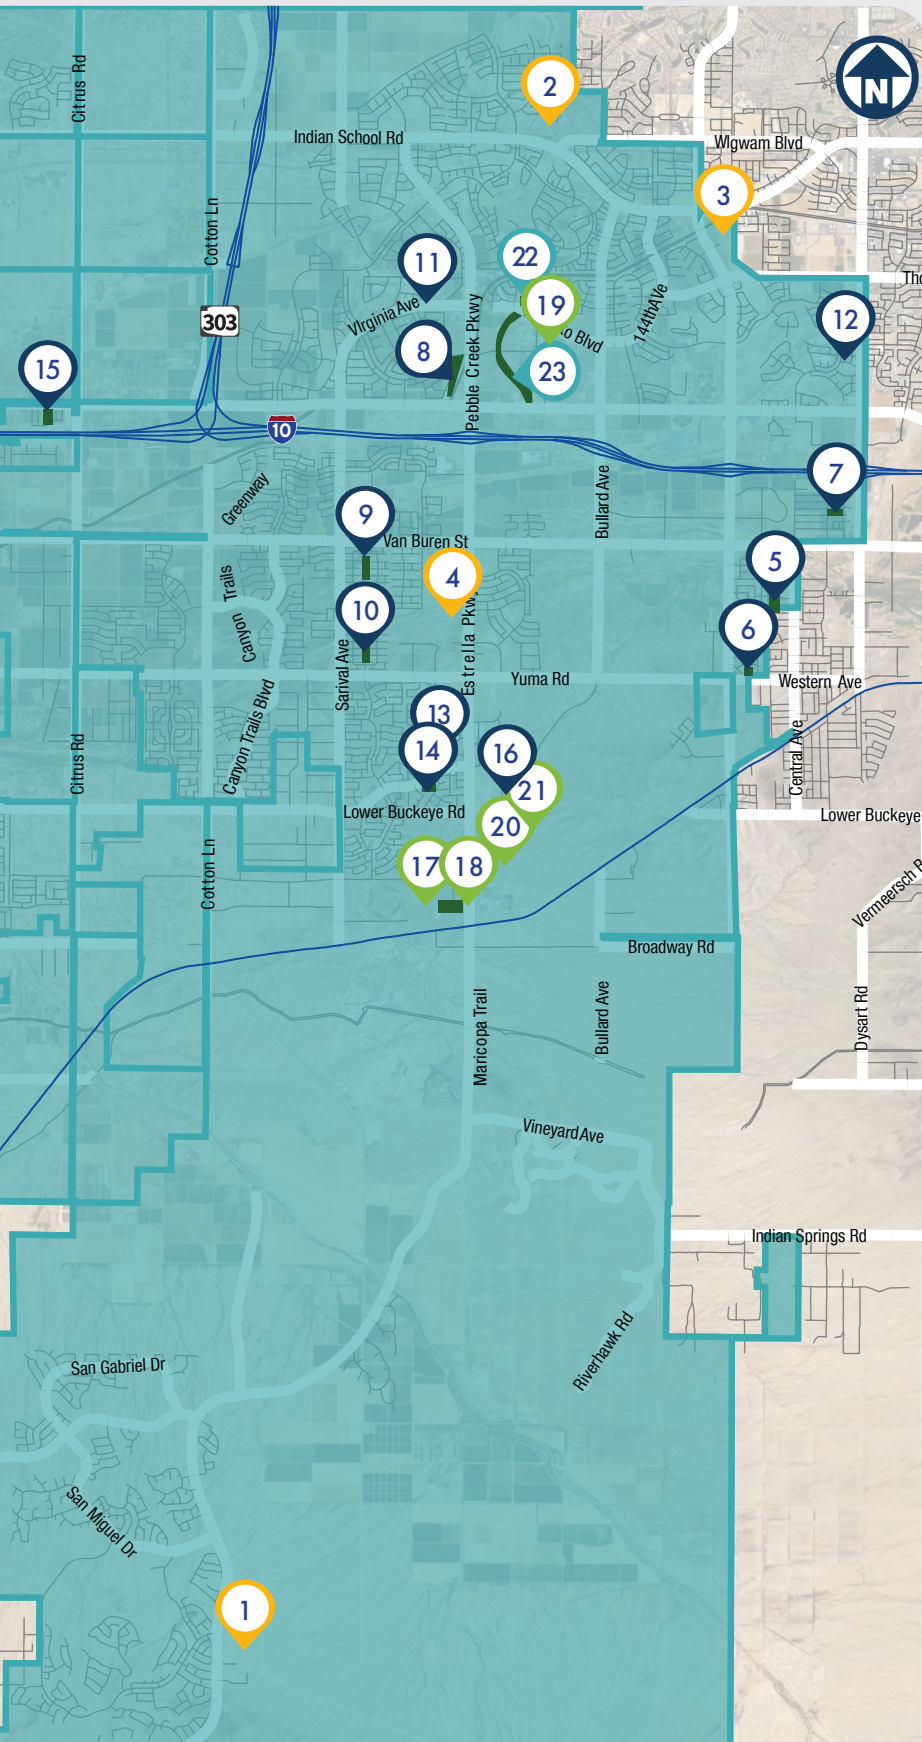 N
Citrus Rd
2
Indian School Rd
WIgwam Blvd
3
Cotton Ln
11
22
VIrginia Ave
19
to Blvd
144th AVe
303
8
Pebble Creek Pkwy
12
15
23
10
7
Greenway
Bullard Ave
9
Van Buren St
5
4
Canyon Trails
10
6
Sarival Ave
Estrella Pkwy
Yuma Rd
Western Ave
Canyon Trails Blvd
13
14
16
Citrus Rd
Central Ave
21
Lower Buckeye Rd
20
Lower Buckeye
17
18
Cotton Ln
Vermeersch R
Broadway Rd
Maricopa Trail
Bullard Ave
Dysart Rd
Vineyard Ave
Indian Springs Rd
Riverhawk Rd
San Gabriel Dr
San Miguel Dr
1